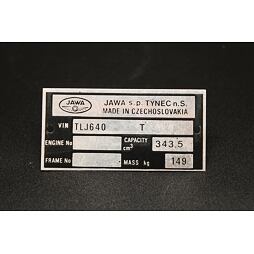 JAWA
JAWA s.p. TYNEC n.S.
MADE IN CZECHOSLOVAKIA
VIN TLJ640 T
ENGINE No CAPACITY cm³ 343.5
FRAME No MASS kg 149